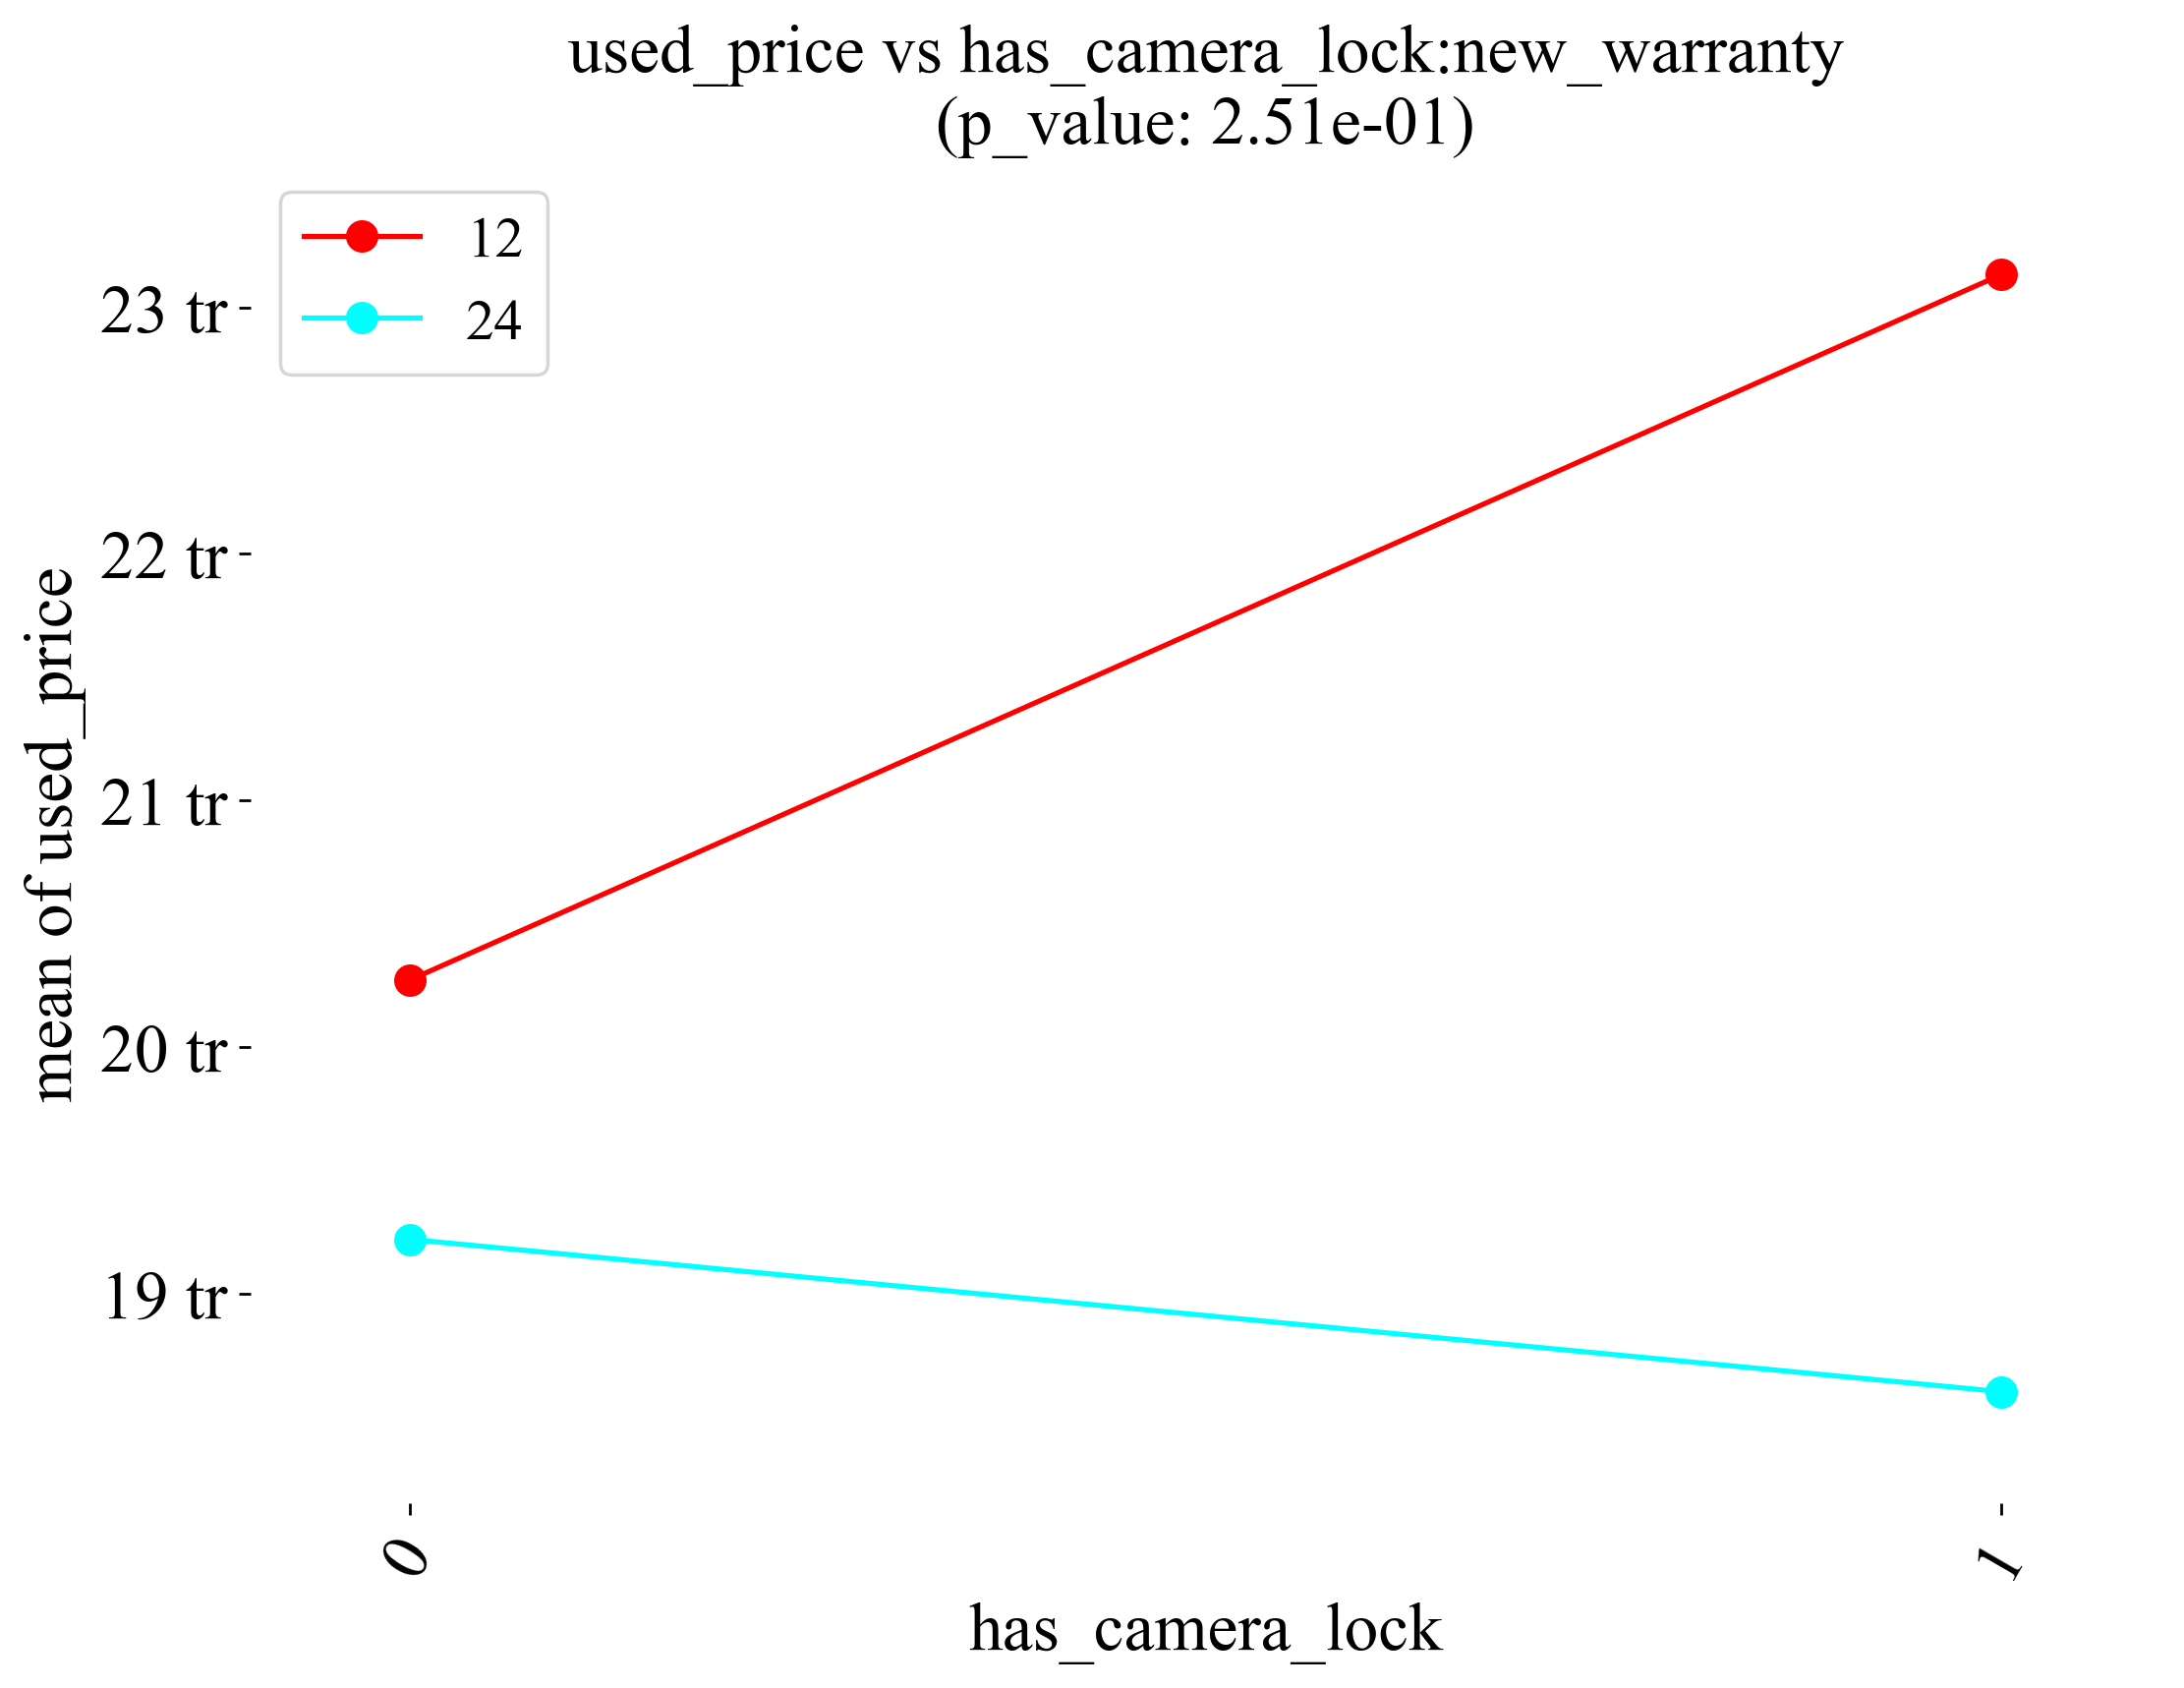 used_price vs has_camera_lock:new_warranty
(p_value: 2.51e-01)
12
24
23 tr
22 tr
21 tr
20 tr
19 tr
mean of used_price
0
1
has_camera_lock